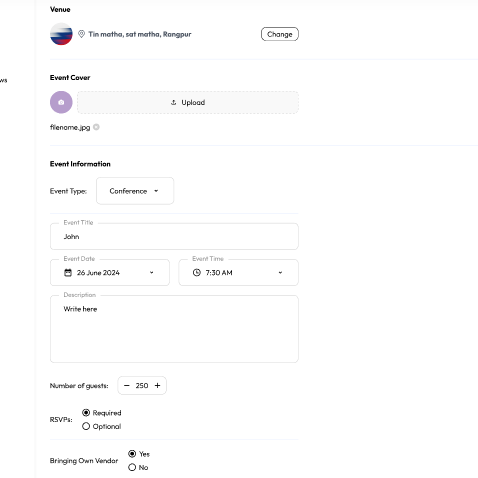 Venue
Tin matha, sat matha, Rangpur
Change
ws
Event Cover
Upload
filename.jpg
Event Information
Event Type:
Conference
Event Title
John
Event Date
Event Time
26 June 2024
7:30 AM
Description
Write here
Number of guests:
250
RSVPs:
Required
Optional
Bringing Own Vendor
Yes
No